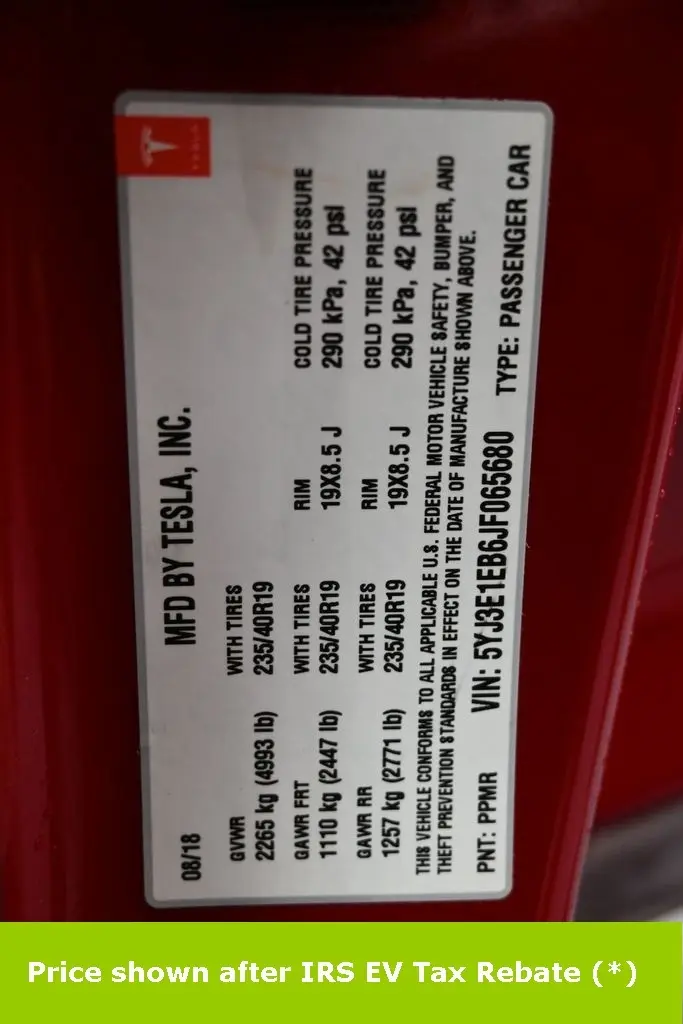 TESLA
MFD BY TESLA, INC.
08/18
GVWR WITH TIRES
2265 kg (4993 lb) 235/40R19
GAWR FRT WITH TIRES RIM COLD TIRE PRESSURE
1110 kg (2447 lb) 235/40R19 19X8.5 J 290 kPa, 42 psi
GAWR RR WITH TIRES RIM COLD TIRE PRESSURE
1257 kg (2771 lb) 235/40R19 19X8.5 J 290 kPa, 42 psi
THIS VEHICLE CONFORMS TO ALL APPLICABLE U.S. FEDERAL MOTOR VEHICLE SAFETY, BUMPER, AND
THEFT PREVENTION STANDARDS IN EFFECT ON THE DATE OF MANUFACTURE SHOWN ABOVE.
PNT: PPMR VIN: 5YJ3E1EB6JF065680 TYPE: PASSENGER CAR
Price shown after IRS EV Tax Rebate (*)